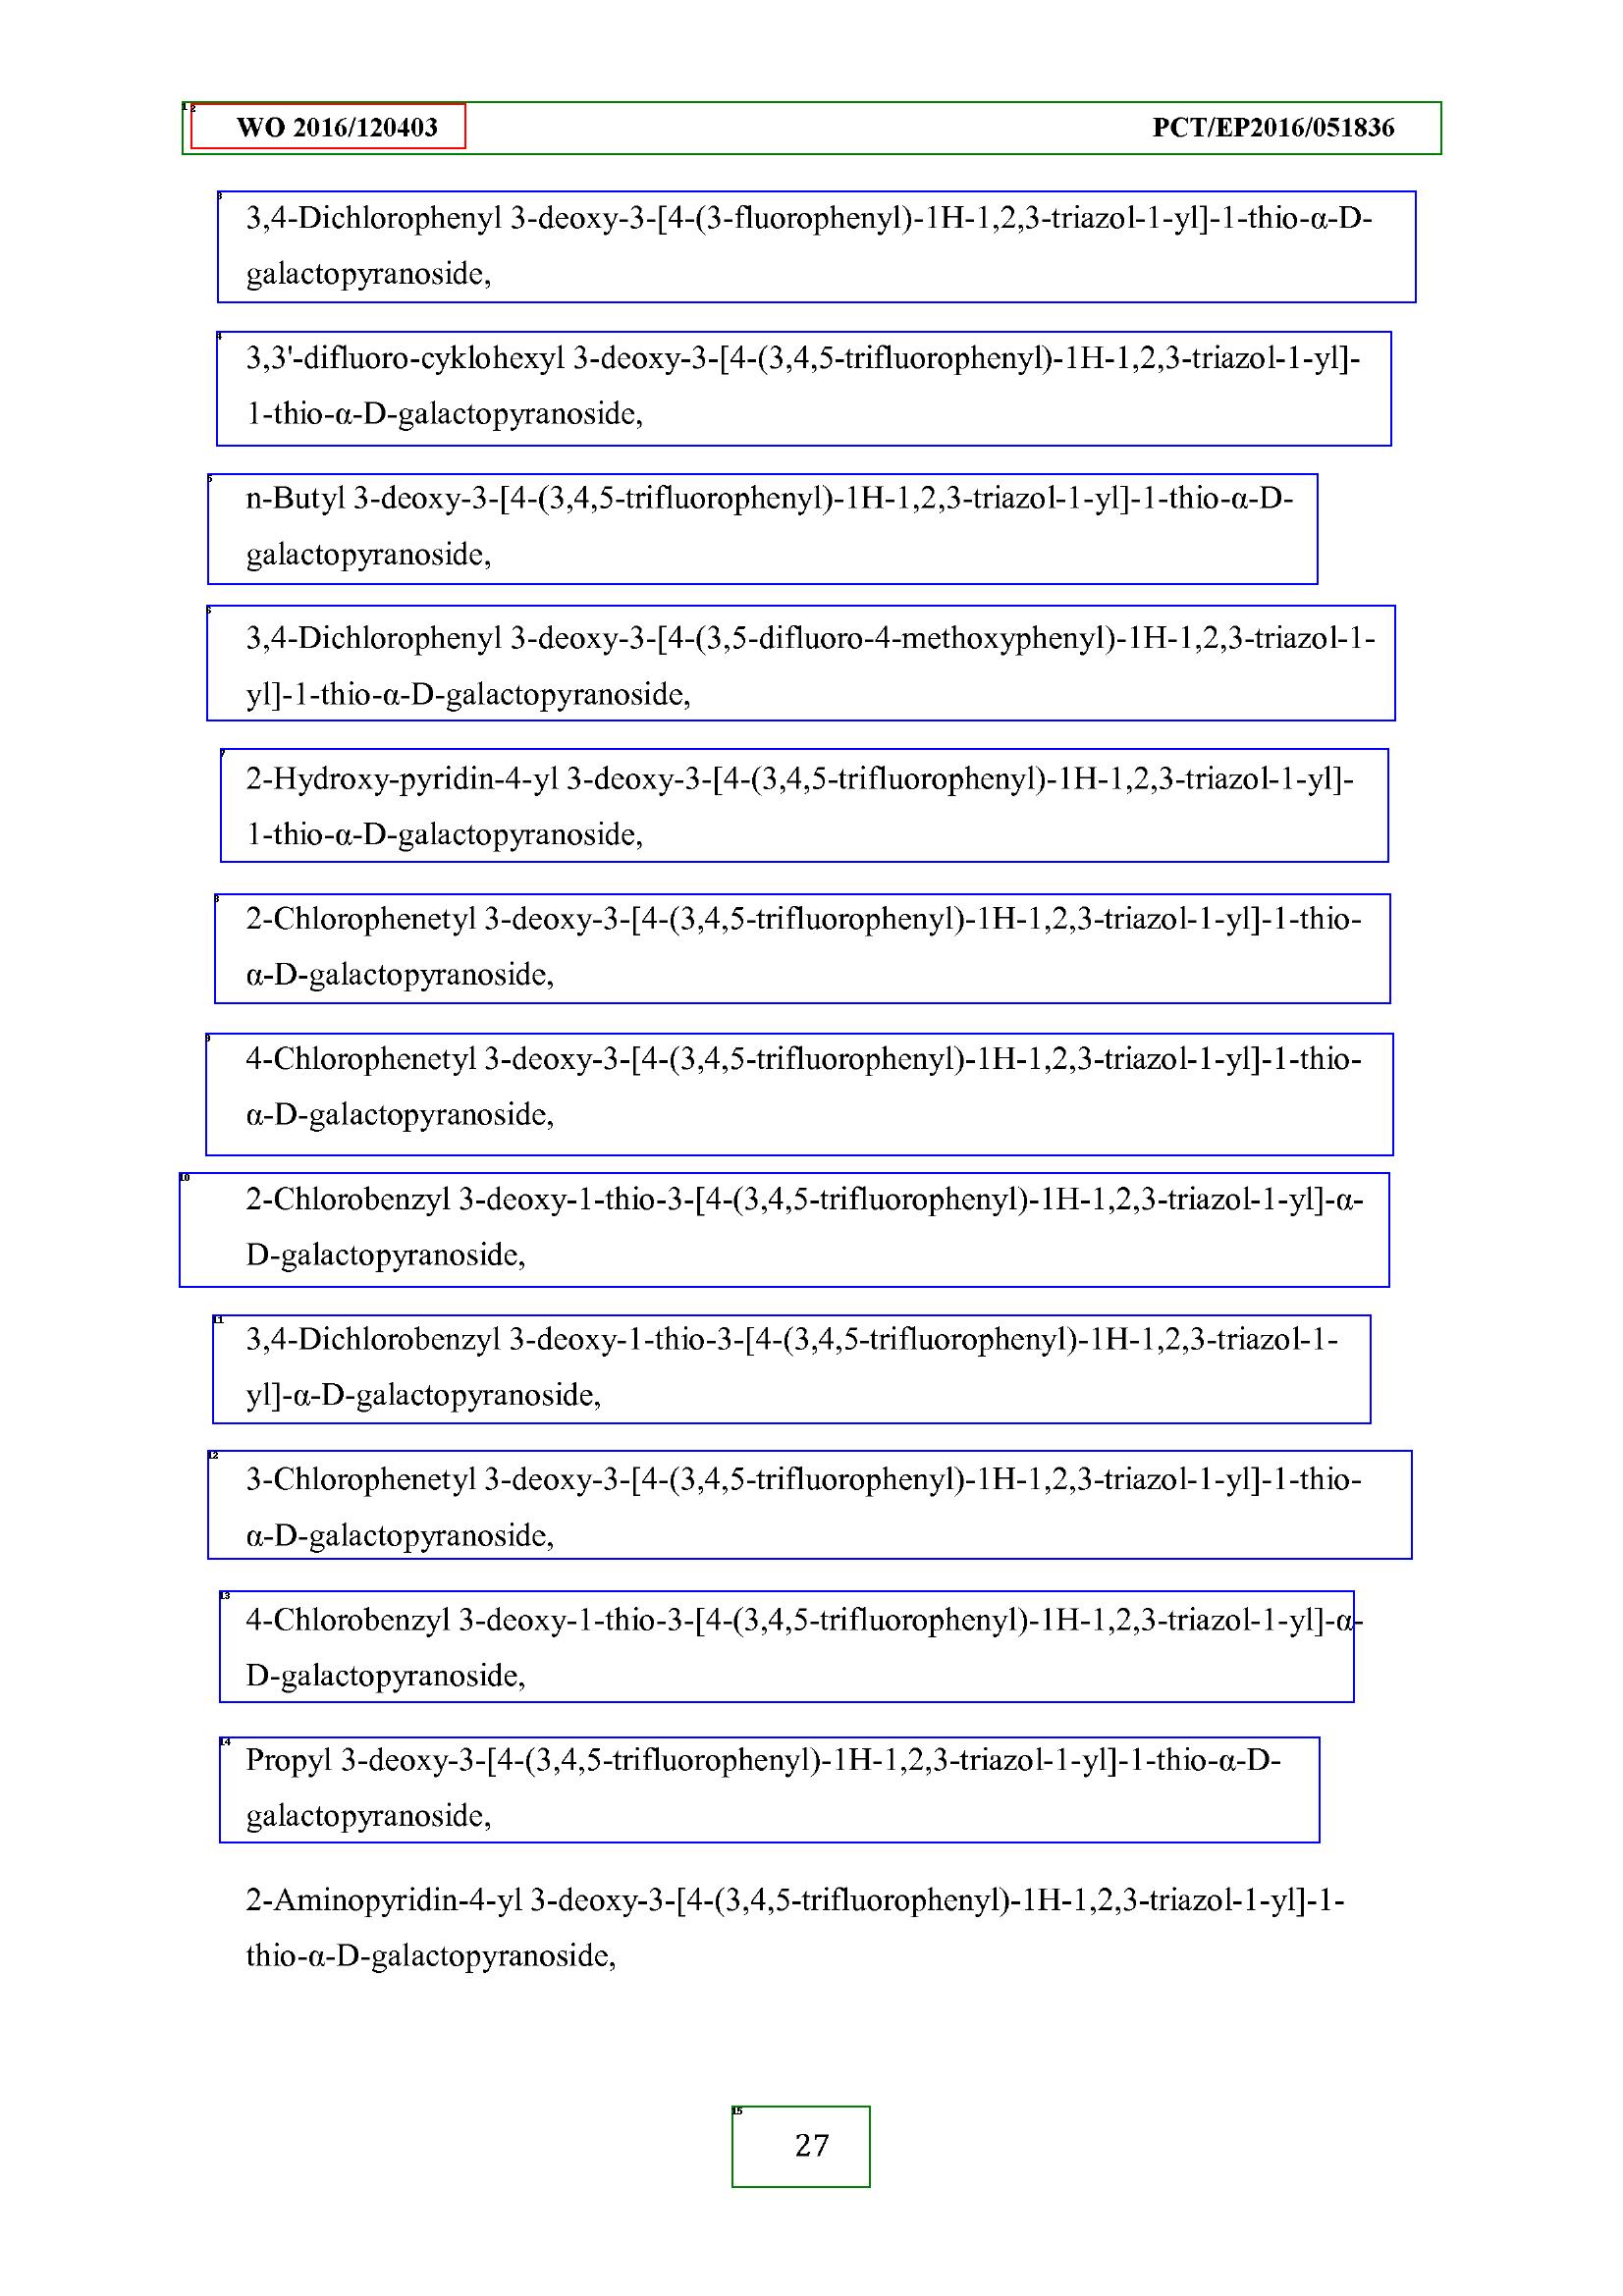 WO 2016/120403 PCT/EP2016/051836
3,4-Dichlorophenyl 3-deoxy-3-[4-(3-fluorophenyl)-1H-1,2,3-triazol-1-yl]-1-thio-α-D-
galactopyranoside,
3,3'-difluoro-cyklohexyl 3-deoxy-3-[4-(3,4,5-trifluorophenyl)-1H-1,2,3-triazol-1-yl]-
1-thio-α-D-galactopyranoside,
n-Butyl 3-deoxy-3-[4-(3,4,5-trifluorophenyl)-1H-1,2,3-triazol-1-yl]-1-thio-α-D-
galactopyranoside,
3,4-Dichlorophenyl 3-deoxy-3-[4-(3,5-difluoro-4-methoxyphenyl)-1H-1,2,3-triazol-1-
yl]-1-thio-α-D-galactopyranoside,
2-Hydroxy-pyridin-4-yl 3-deoxy-3-[4-(3,4,5-trifluorophenyl)-1H-1,2,3-triazol-1-yl]-
1-thio-α-D-galactopyranoside,
2-Chlorophenetyl 3-deoxy-3-[4-(3,4,5-trifluorophenyl)-1H-1,2,3-triazol-1-yl]-1-thio-
α-D-galactopyranoside,
4-Chlorophenetyl 3-deoxy-3-[4-(3,4,5-trifluorophenyl)-1H-1,2,3-triazol-1-yl]-1-thio-
α-D-galactopyranoside,
2-Chlorobenzyl 3-deoxy-1-thio-3-[4-(3,4,5-trifluorophenyl)-1H-1,2,3-triazol-1-yl]-α-
D-galactopyranoside,
3,4-Dichlorobenzyl 3-deoxy-1-thio-3-[4-(3,4,5-trifluorophenyl)-1H-1,2,3-triazol-1-
yl]-α-D-galactopyranoside,
3-Chlorophenetyl 3-deoxy-3-[4-(3,4,5-trifluorophenyl)-1H-1,2,3-triazol-1-yl]-1-thio-
α-D-galactopyranoside,
4-Chlorobenzyl 3-deoxy-1-thio-3-[4-(3,4,5-trifluorophenyl)-1H-1,2,3-triazol-1-yl]-α-
D-galactopyranoside,
Propyl 3-deoxy-3-[4-(3,4,5-trifluorophenyl)-1H-1,2,3-triazol-1-yl]-1-thio-α-D-
galactopyranoside,
2-Aminopyridin-4-yl 3-deoxy-3-[4-(3,4,5-trifluorophenyl)-1H-1,2,3-triazol-1-yl]-1-
thio-α-D-galactopyranoside,
27